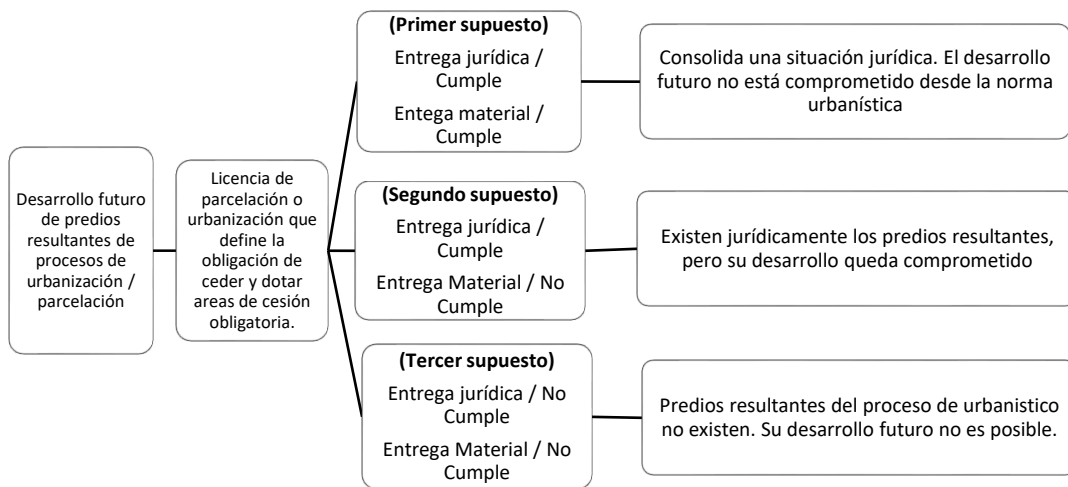 Desarrollo futuro
de predios
resultantes de
procesos de
urbanización /
parcelación
Licencia de
parcelación o
urbanización que
define la
obligación de
ceder y dotar
areas de cesión
obligatoria.
(Primer supuesto)
Entrega jurídica /
Cumple
Entega material /
Cumple
Consolida una situación jurídica. El desarrollo
futuro no está comprometido desde la norma
urbanística
(Segundo supuesto)
Entrega jurídica /
Cumple
Entrega Material / No
Cumple
Existen jurídicamente los predios resultantes,
pero su desarrollo queda comprometido
(Tercer supuesto)
Entrega jurídica / No
Cumple
Entrega Material / No
Cumple
Predios resultantes del proceso de urbanistico
no existen. Su desarrollo futuro no es posible.